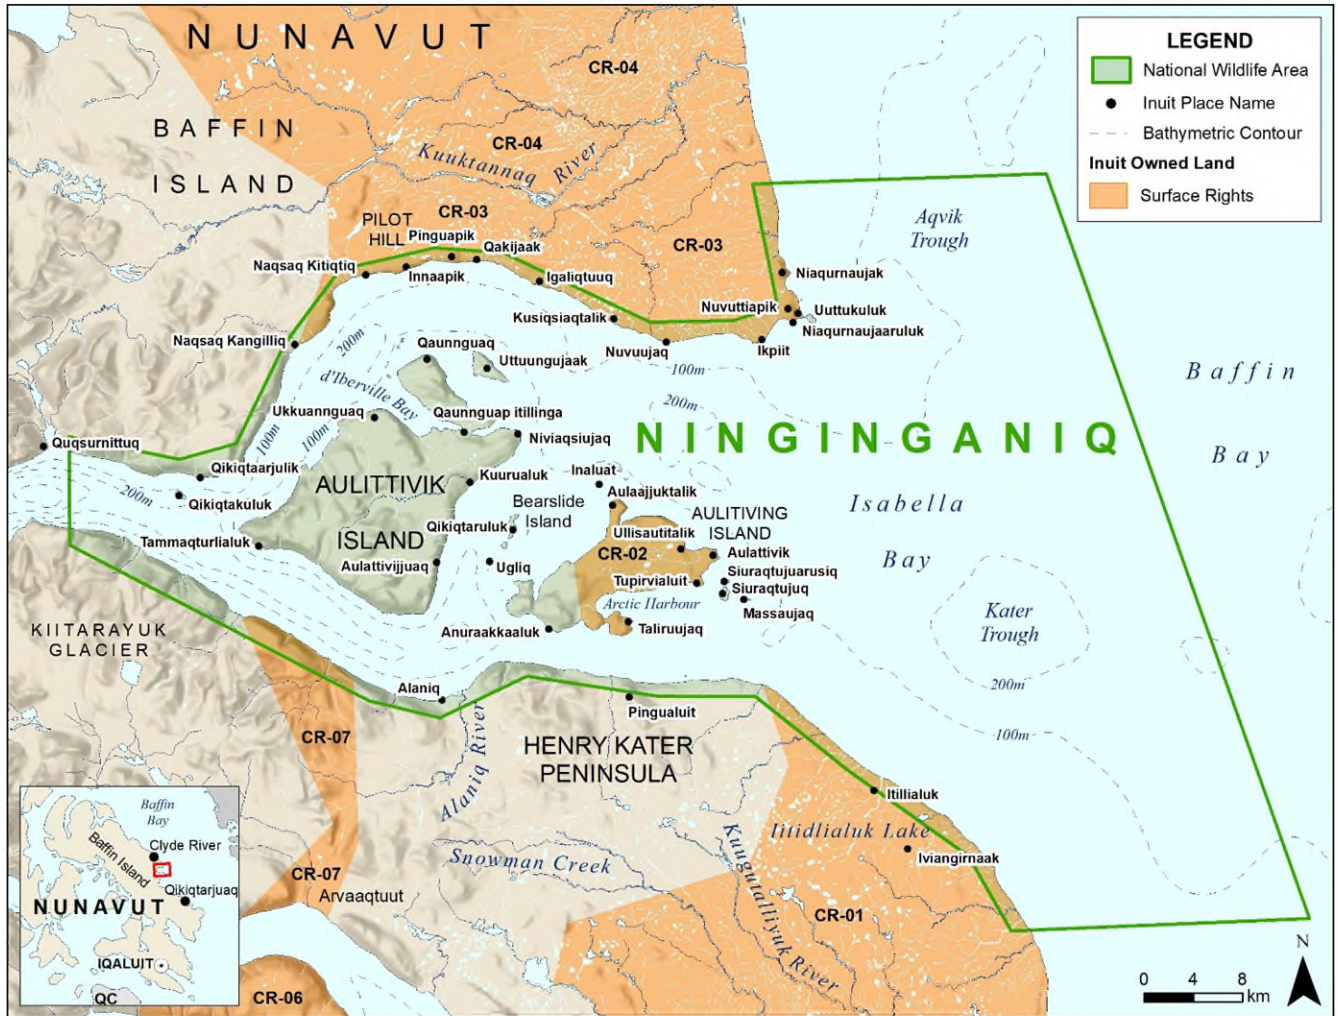 NUNAVUT
CR-04
LEGEND
National Wildlife Area
Inuit Place Name
Bathymetric Contour
Inuit Owned Land
Surface Rights
BAFFIN
ISLAND
CR-04
Kuuktannaq River
PILOT
HILL
CR-03
Pinguapik
Qakijaak
CR-03
Aqvik
Trough
Naqsaq Kitiqtiq
Innaapik
Igaliqtuuq
Niaqurnaujak
Nuvuttiapik
Uuttukuluk
Kusiqsiaqtalik
Niaqurnaujaaruluk
Naqsaq Kangilliq
200m
Qaunnguaq
Nuvuujaq
Ikpiit
Uttuungujaak
100m
Baffin
Bay
d'Iberville Bay
200m
Ukkuannguaq
Qaunnguap itillinga
100m
100m
Niviaqsiujaq
NINGINGANIQ
Quqsurnittuq
Qikiqtaarjulik
200m
Qikiqtakuluk
AULITTIVIK
ISLAND
Kuurualuk
Inaluat
Bearslide
Island
Aulaajjuktalik
Isabella
Bay
Qikiqtaruluk
AULITIVING
ISLAND
Ullisautitalik
Tammaqturlialuk
CR-02
Aulattivik
Aulattivijjuaq
Ugliq
Siuraqtujuarusiq
Tupirvialuit
Siuraqtujuq
Arctic Harbour
Massaujaq
Kater
Trough
KIITARAYUK
GLACIER
Anuraakkaaluk
Taliruujaq
200m
Alaniq
Pingualuit
100m
CR-07
Alaniq River
HENRY KATER
PENINSULA
Itillialuk
Iitidlialuk Lake
Iviangirnaak
Snowman Creek
Kuugutalliyuk River
CR-07
Arvaaqtuut
CR-01
CR-06
Baffin
Bay
Clyde River
Baffin Island
Qikiqtarjuaq
NUNAVUT
IQALUIT
QC
N
0 4 8
km